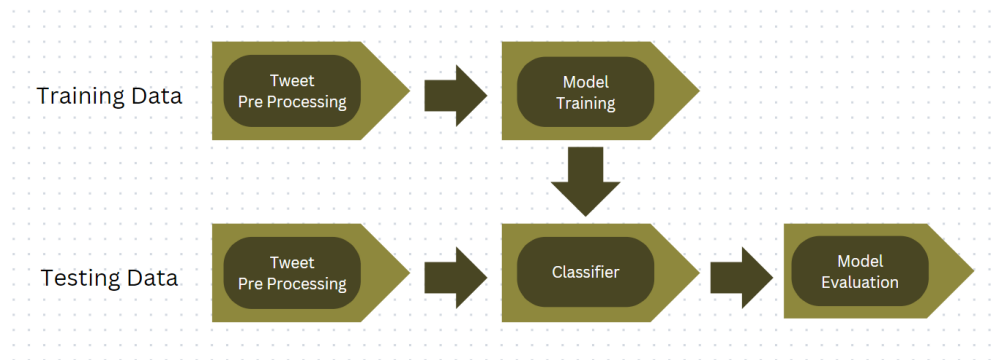 Training Data
Tweet
Pre Processing
Model
Training
Testing Data
Tweet
Pre Processing
Classifier
Model
Evaluation